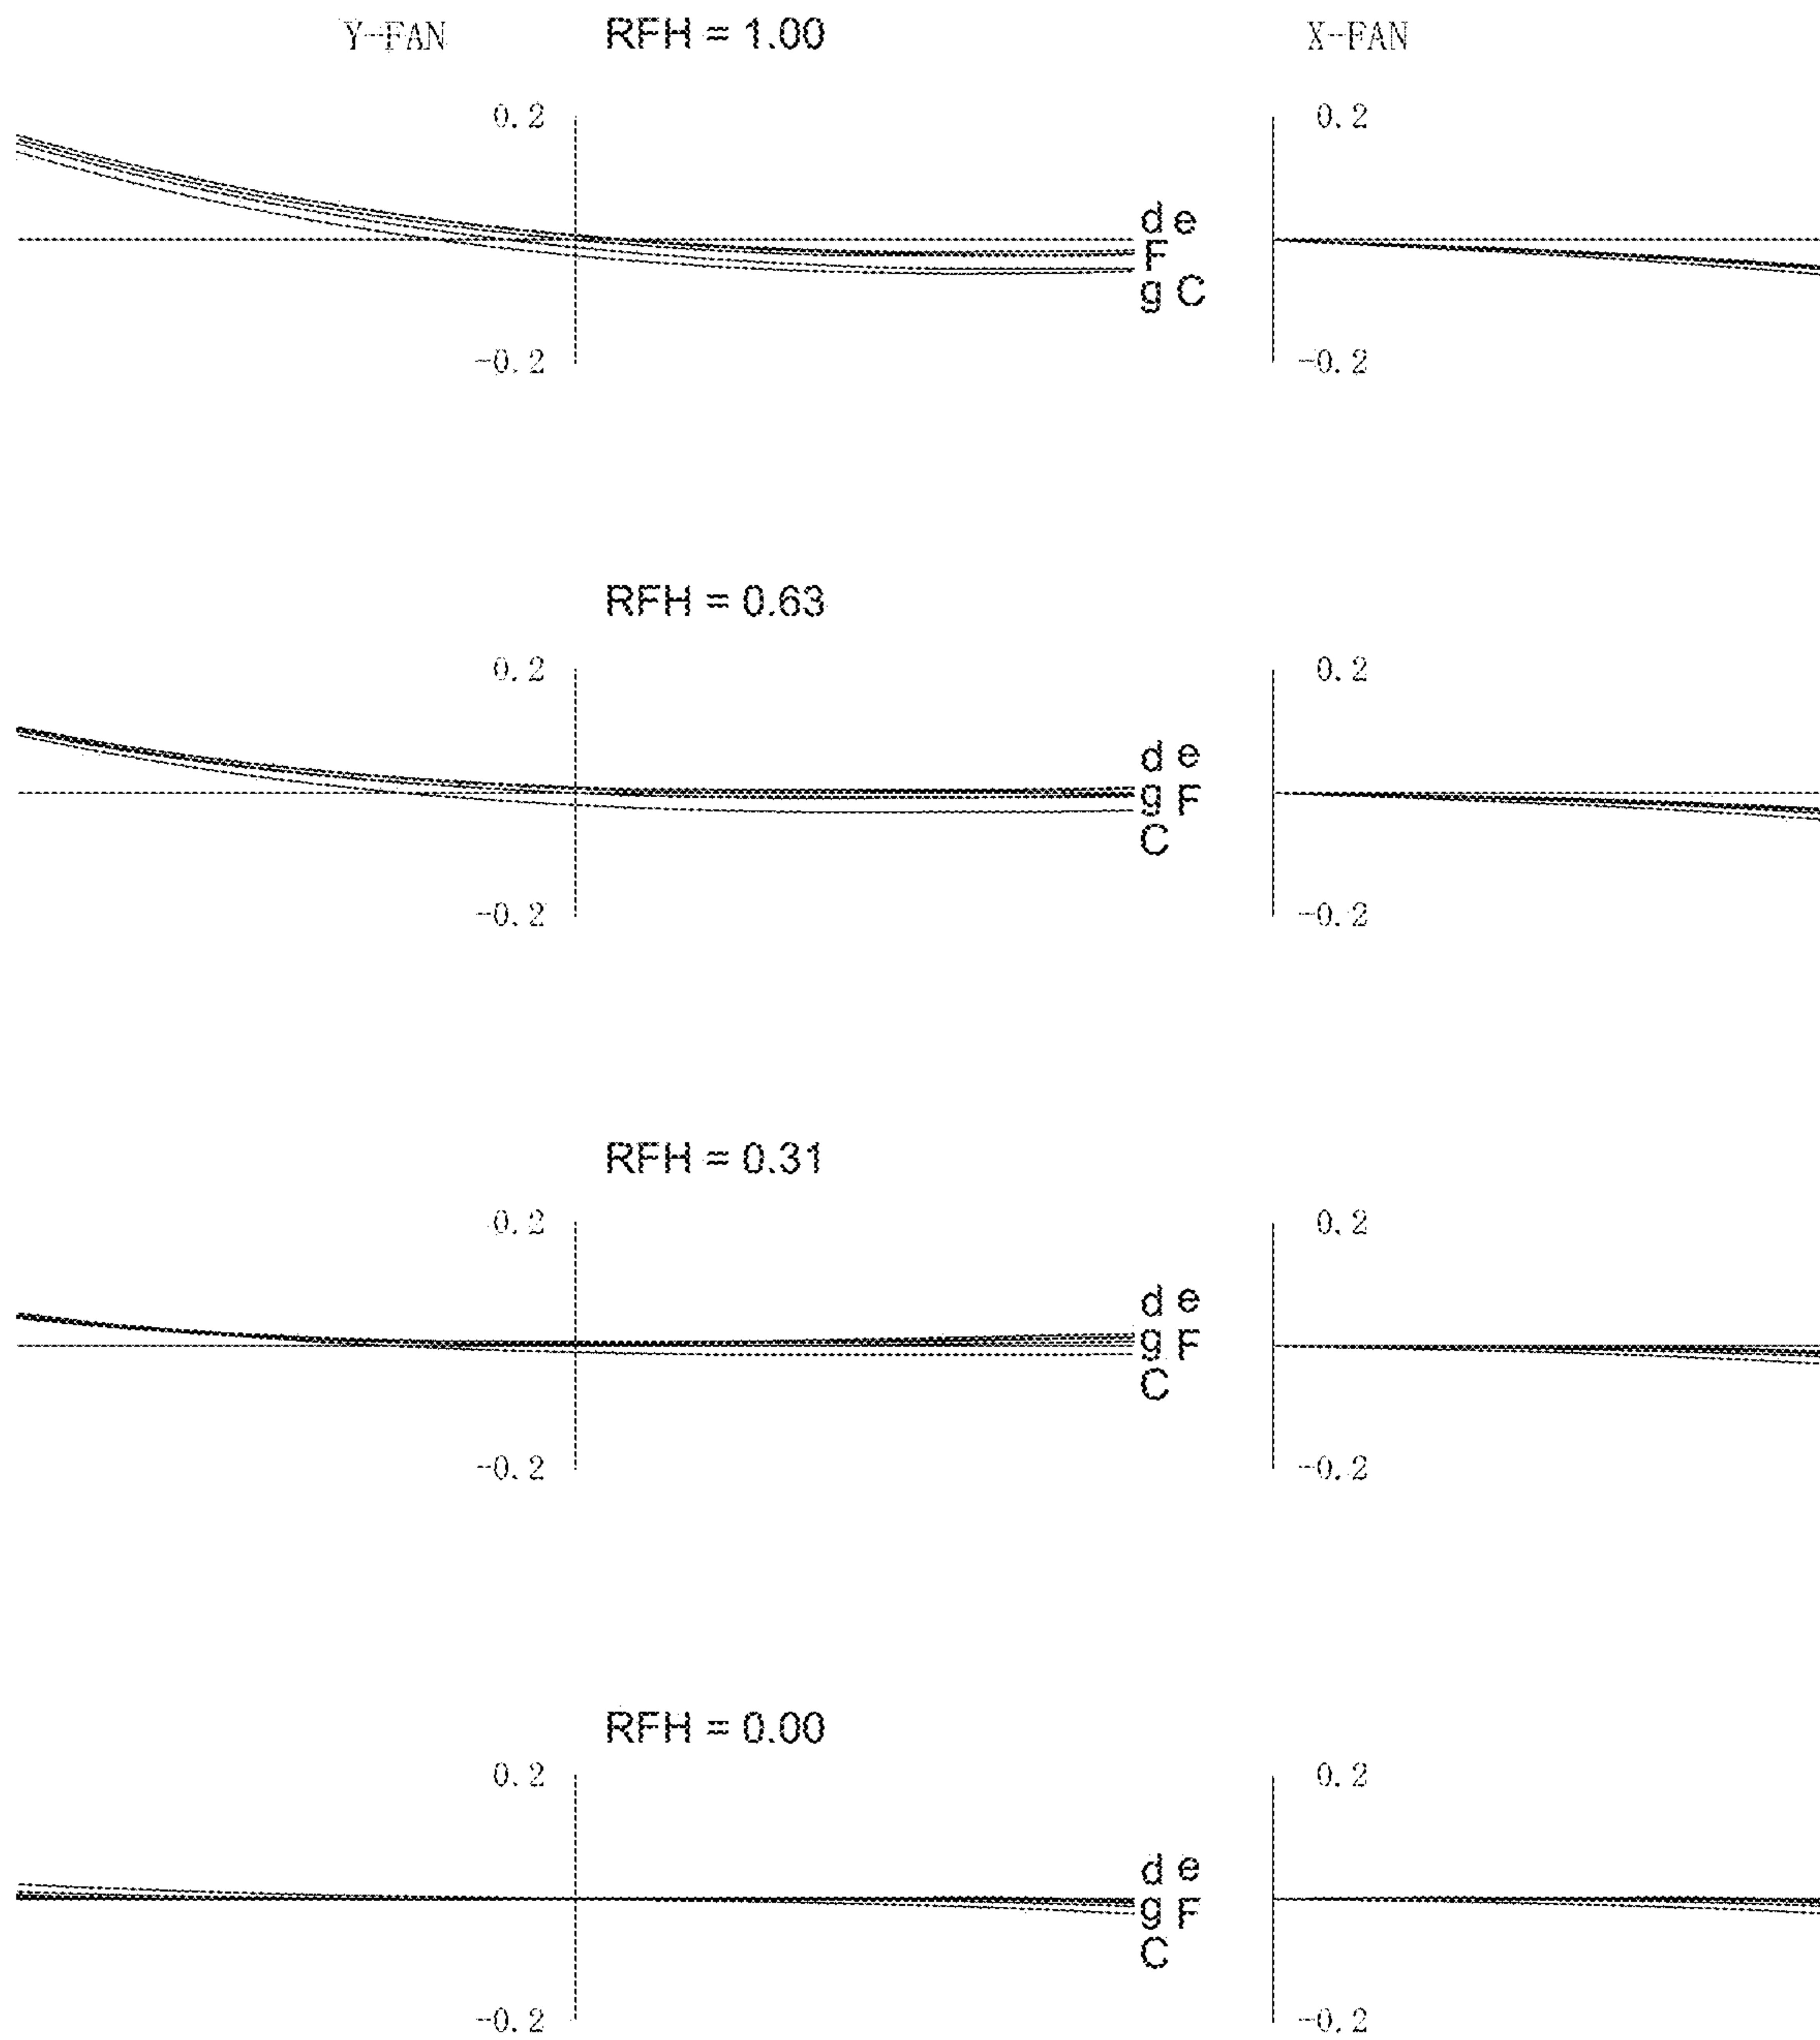 Y-FAN RFH = 1.00 X-FAN
0.2 0.2
d e
F
g C
-0.2 -0.2
RFH = 0.63
0.2 0.2
d e
g F
C
-0.2 -0.2
RFH = 0.31
0.2 0.2
d e
g F
C
-0.2 -0.2
RFH = 0.00
0.2 0.2
d e
g F
C
-0.2 -0.2